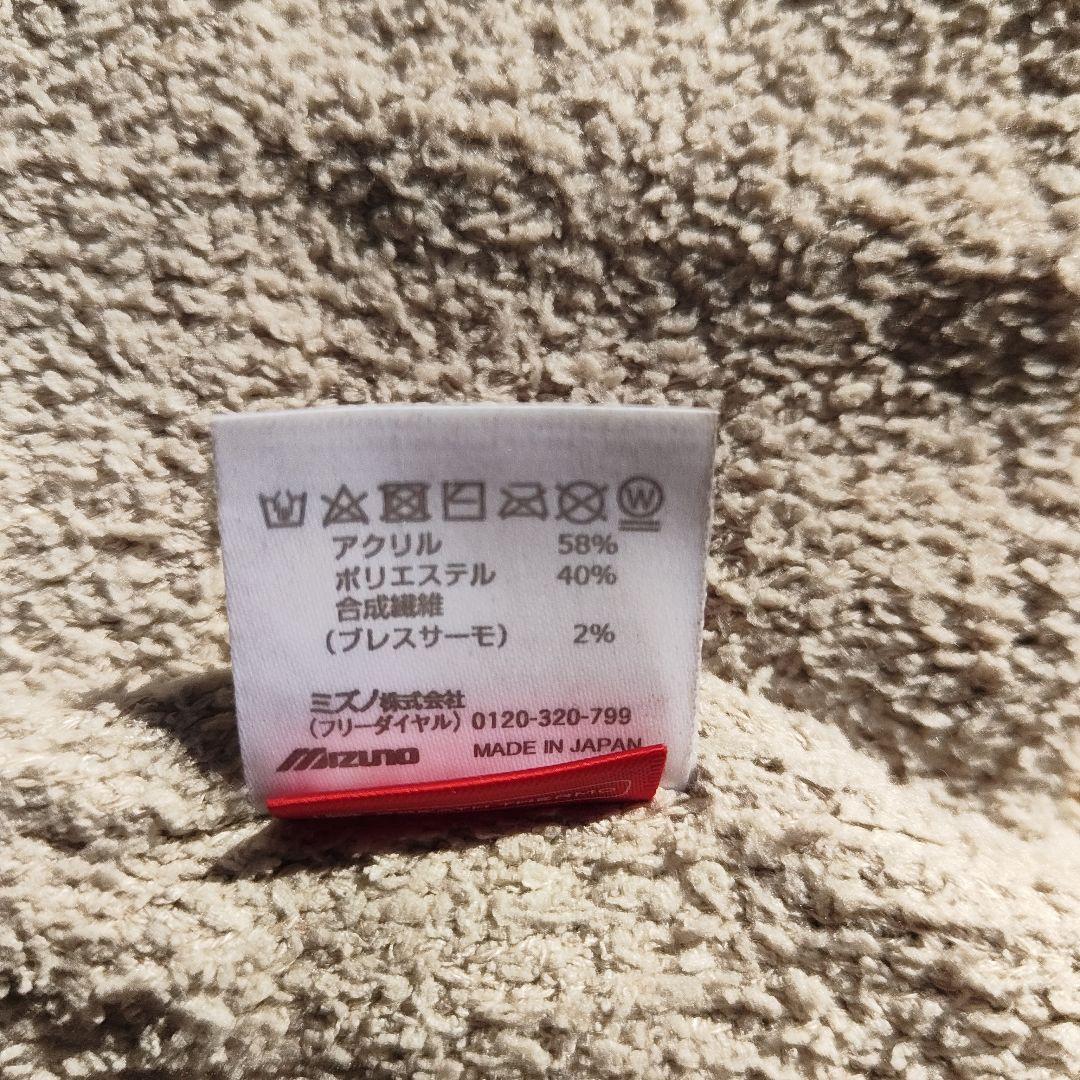 W
アクリル 58%
ポリエステル 40%
合成繊維
(ブレスサーモ) 2%
ミズノ株式会社
(フリーダイヤル) 0120-320-799
MIZUNO MADE IN JAPAN